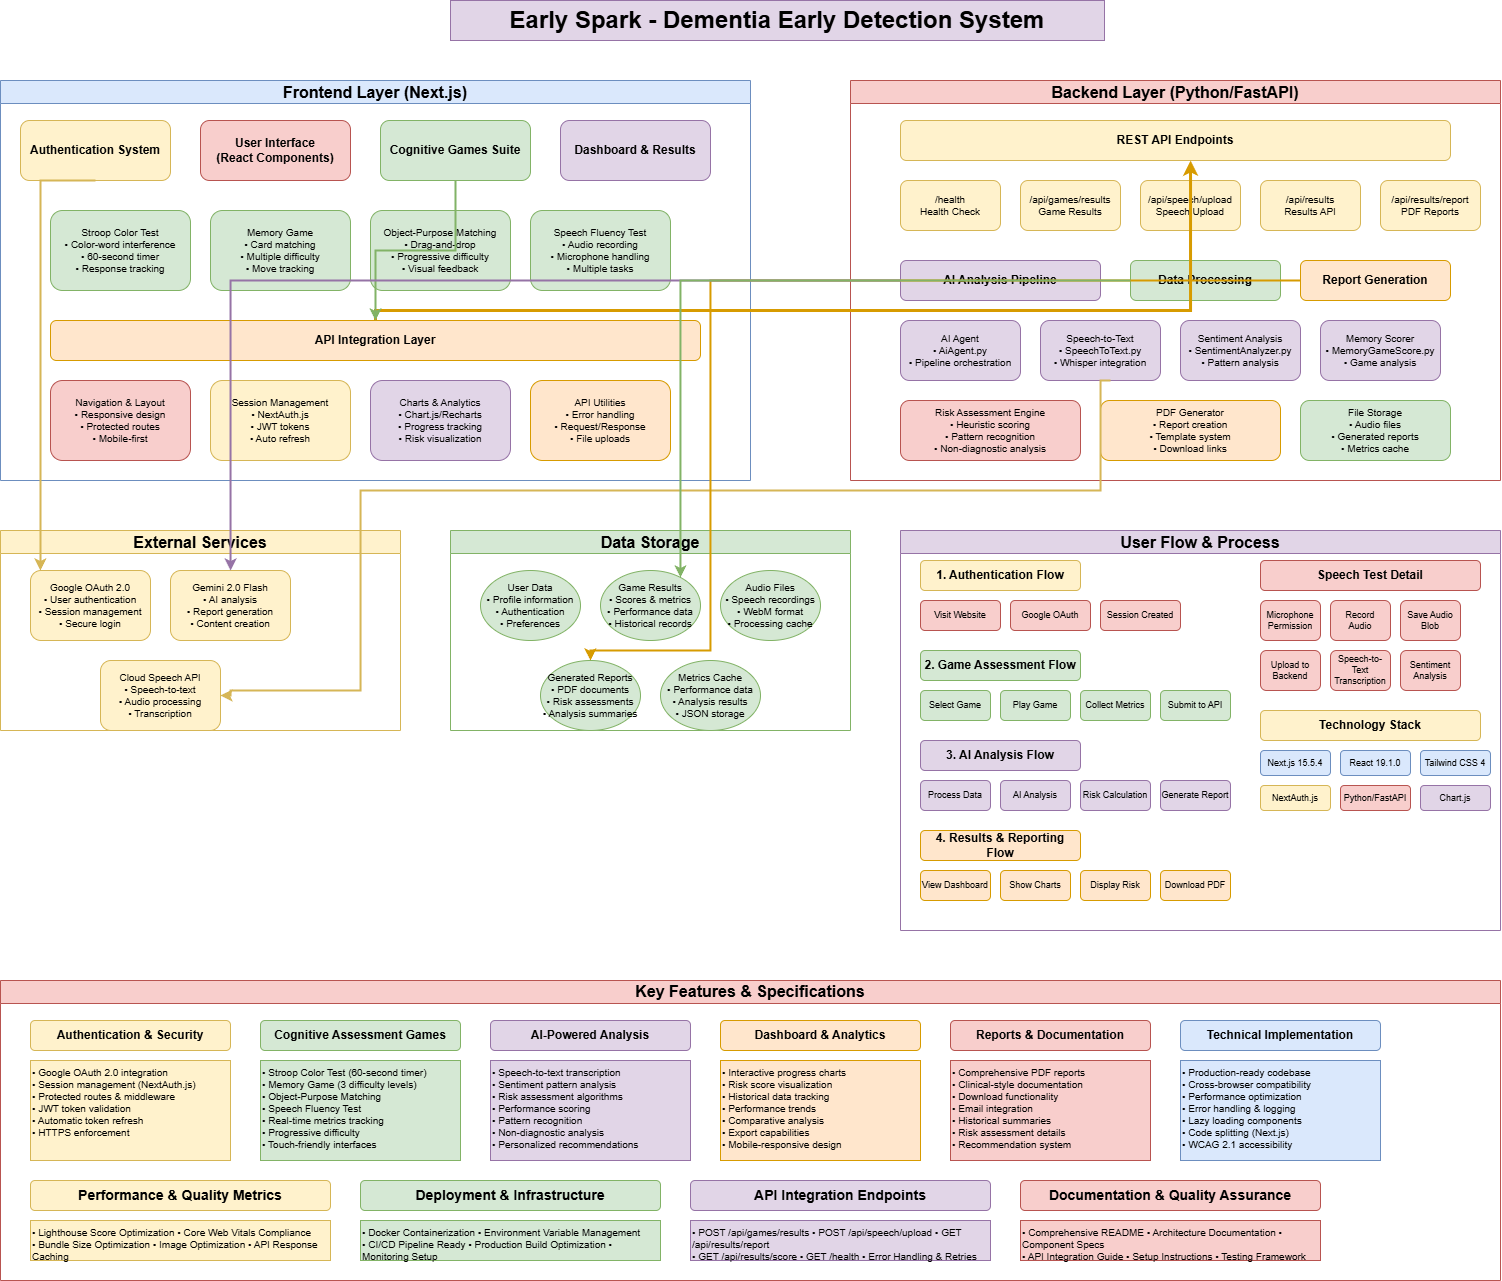 Early Spark - Dementia Early Detection System
Frontend Layer (Next.js)
Authentication System
User Interface
(React Components)
Cognitive Games Suite
Dashboard & Results
Stroop Color Test
• Color-word interference
• 60-second timer
• Response tracking
Memory Game
• Card matching
• Multiple difficulty
• Move tracking
Object-Purpose Matching
• Drag-and-drop
• Progressive difficulty
• Visual feedback
Speech Fluency Test
• Audio recording
• Microphone handling
• Multiple tasks
API Integration Layer
Navigation & Layout
• Responsive design
• Protected routes
• Mobile-first
Session Management
• NextAuth.js
• JWT tokens
• Auto refresh
Charts & Analytics
• Chart.js/Recharts
• Progress tracking
• Risk visualization
API Utilities
• Error handling
• Request/Response
• File uploads
Backend Layer (Python/FastAPI)
REST API Endpoints
/health
Health Check
/api/games/results
Game Results
/api/speech/upload
Speech Upload
/api/results
Results API
/api/results/report
PDF Reports
AI Analysis Pipeline
Data Processing
Report Generation
AI Agent
• AiAgent.py
• Pipeline orchestration
Speech-to-Text
• SpeechToText.py
• Whisper integration
Sentiment Analysis
• SentimentAnalyzer.py
• Pattern analysis
Memory Scorer
• MemoryGameScore.py
• Game analysis
Risk Assessment Engine
• Heuristic scoring
• Pattern recognition
• Non-diagnostic analysis
PDF Generator
• Report creation
• Template system
• Download links
File Storage
• Audio files
• Generated reports
• Metrics cache
External Services
Google OAuth 2.0
• User authentication
• Session management
• Secure login
Gemini 2.0 Flash
• AI analysis
• Report generation
• Content creation
Cloud Speech API
• Speech-to-text
• Audio processing
• Transcription
Data Storage
User Data
• Profile information
• Authentication
• Preferences
Game Results
• Scores & metrics
• Performance data
• Historical records
Audio Files
• Speech recordings
• WebM format
• Processing cache
Generated Reports
• PDF documents
• Risk assessments
• Analysis summaries
Metrics Cache
• Performance data
• Analysis results
• JSON storage
User Flow & Process
1. Authentication Flow
Visit Website
Google OAuth
Session Created
2. Game Assessment Flow
Select Game
Play Game
Collect Metrics
Submit to API
3. AI Analysis Flow
Process Data
AI Analysis
Risk Calculation
Generate Report
4. Results & Reporting
Flow
View Dashboard
Show Charts
Display Risk
Download PDF
Speech Test Detail
Microphone
Permission
Record
Audio
Save Audio
Blob
Upload to
Backend
Speech-to-
Text
Transcription
Sentiment
Analysis
Technology Stack
Next.js 15.5.4
React 19.1.0
Tailwind CSS 4
NextAuth.js
Python/FastAPI
Chart.js
Key Features & Specifications
Authentication & Security
• Google OAuth 2.0 integration
• Session management (NextAuth.js)
• Protected routes & middleware
• JWT token validation
• Automatic token refresh
• HTTPS enforcement
Cognitive Assessment Games
• Stroop Color Test (60-second timer)
• Memory Game (3 difficulty levels)
• Object-Purpose Matching
• Speech Fluency Test
• Real-time metrics tracking
• Progressive difficulty
• Touch-friendly interfaces
AI-Powered Analysis
• Speech-to-text transcription
• Sentiment pattern analysis
• Risk assessment algorithms
• Performance scoring
• Pattern recognition
• Non-diagnostic analysis
• Personalized recommendations
Dashboard & Analytics
• Interactive progress charts
• Risk score visualization
• Historical data tracking
• Performance trends
• Comparative analysis
• Export capabilities
• Mobile-responsive design
Reports & Documentation
• Comprehensive PDF reports
• Clinical-style documentation
• Download functionality
• Email integration
• Historical summaries
• Risk assessment details
• Recommendation system
Technical Implementation
• Production-ready codebase
• Cross-browser compatibility
• Performance optimization
• Error handling & logging
• Lazy loading components
• Code splitting (Next.js)
• WCAG 2.1 accessibility
Performance & Quality Metrics
• Lighthouse Score Optimization • Core Web Vitals Compliance
• Bundle Size Optimization • Image Optimization • API Response
Caching
Deployment & Infrastructure
• Docker Containerization • Environment Variable Management
• CI/CD Pipeline Ready • Production Build Optimization •
Monitoring Setup
API Integration Endpoints
• POST /api/games/results • POST /api/speech/upload • GET
/api/results/report
• GET /api/results/score • GET /health • Error Handling & Retries
Documentation & Quality Assurance
• Comprehensive README • Architecture Documentation •
Component Specs
• API Integration Guide • Setup Instructions • Testing Framework